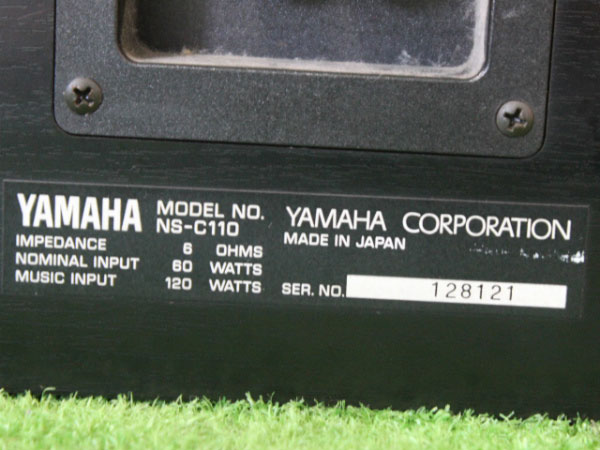 YAMAHA MODEL NO. NS-C110
IMPEDANCE 6 OHMS
NOMINAL INPUT 60 WATTS
MUSIC INPUT 120 WATTS
YAMAHA CORPORATION
MADE IN JAPAN
SER. NO. 128121